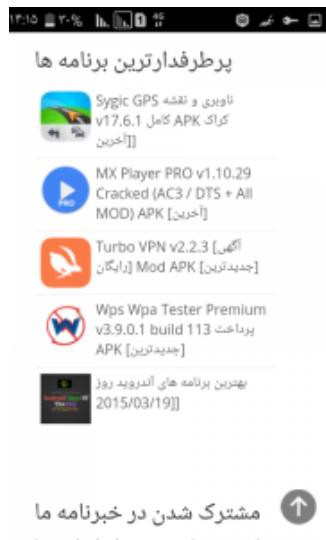 ۱۴:۱۵ ۲۰%
پرطرفدارترین برنامه ها
ناوبری و نقشه Sygic GPS
v17.6.1 کامل APK کراک
[[آخرین
MX Player PRO v1.10.29
Cracked (AC3 / DTS + All
MOD) APK [آخرین]
Turbo VPN v2.2.3 [آگهی
رایگان] Mod APK [جدیدترین]
Wps Wpa Tester Premium
v3.9.0.1 build 113 پرداخت
APK [جدیدترین]
بهترین برنامه های آندروید روز
2015/03/19]]
مشترک شدن در خبرنامه ما